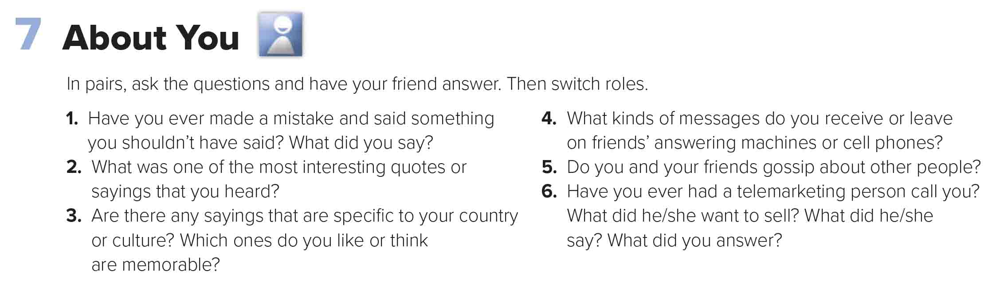 7 About You
In pairs, ask the questions and have your friend answer. Then switch roles.
1. Have you ever made a mistake and said something
you shouldn’t have said? What did you say?
2. What was one of the most interesting quotes or
sayings that you heard?
3. Are there any sayings that are specific to your country
or culture? Which ones do you like or think
are memorable?
4. What kinds of messages do you receive or leave
on friends’ answering machines or cell phones?
5. Do you and your friends gossip about other people?
6. Have you ever had a telemarketing person call you?
What did he/she want to sell? What did he/she
say? What did you answer?